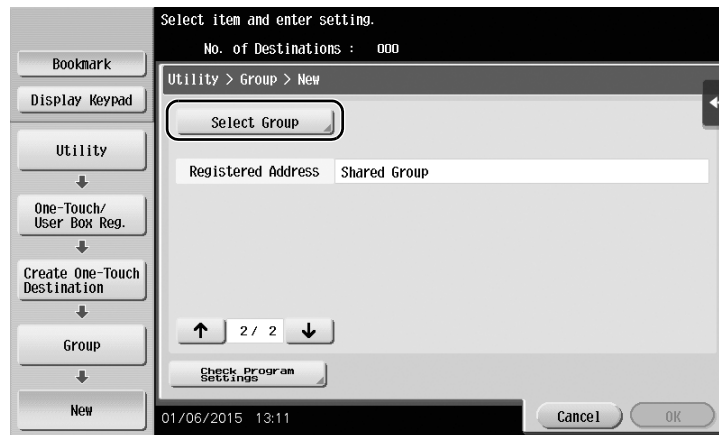 Select item and enter setting.
No. of Destinations : 000
Bookmark
Display Keypad
Utility
One-Touch/
User Box Reg.
Create One-Touch
Destination
Group
New
Utility > Group > New
Select Group
Registered Address Shared Group
↑ 2/ 2 ↓
Check Program
Settings
01/06/2015 13:11
Cancel
OK